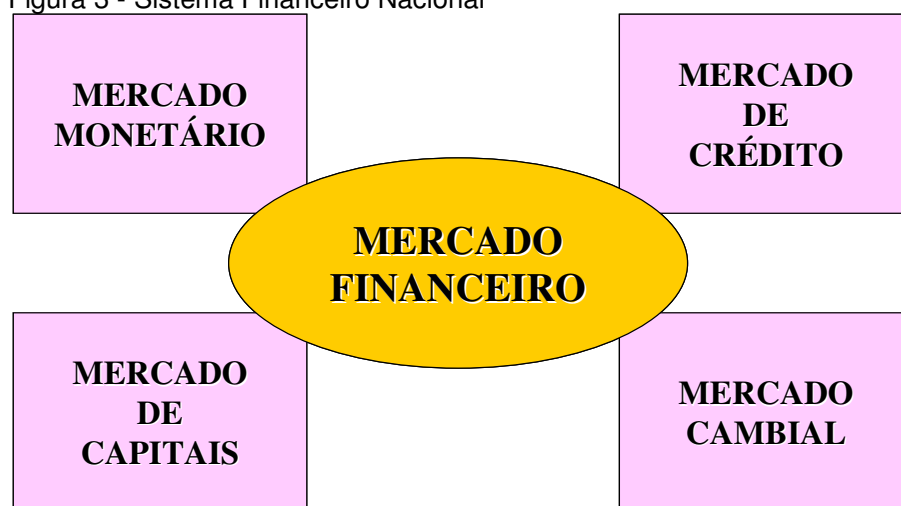 Figura 3 - Sistema Financeiro Nacional
MERCADO
MONETÁRIO
MERCADO
DE
CRÉDITO
MERCADO
FINANCEIRO
MERCADO
DE
CAPITAIS
MERCADO
CAMBIAL